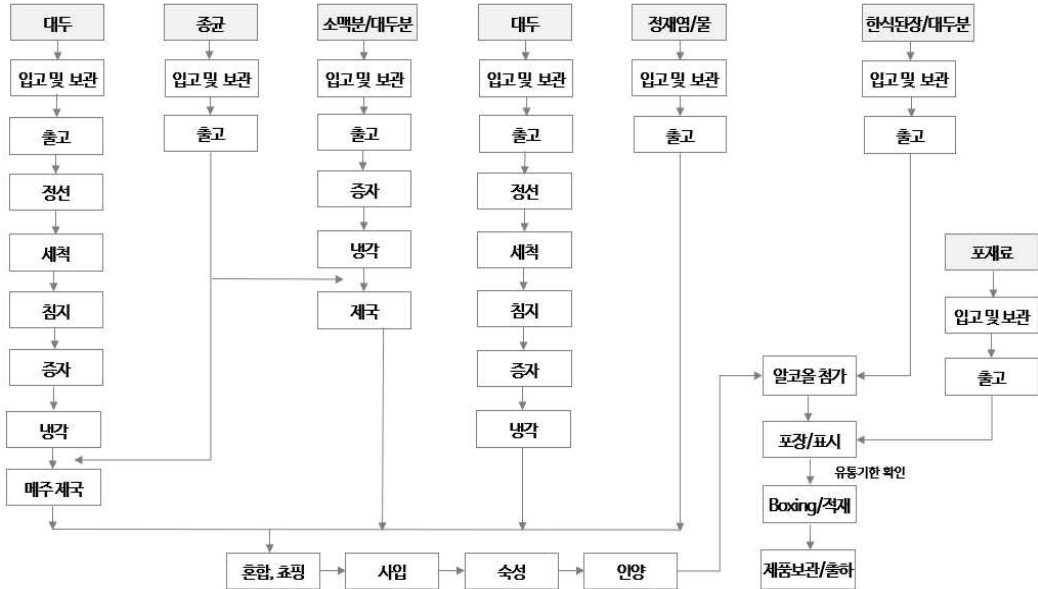 대두
종균
소맥분/대두분
대두
정재염/물
한식된장/대두분
입고 및 보관
입고 및 보관
입고 및 보관
입고 및 보관
입고 및 보관
입고 및 보관
출고
출고
출고
출고
출고
출고
정선
증자
정선
세척
냉각
세척
포재료
침지
제국
침지
입고 및 보관
증자
증자
알코올 첨가
출고
냉각
냉각
포장/표시
유통기한 확인
메주 제국
Boxing/적재
혼합, 쵸핑
사입
숙성
인양
제품보관/출하